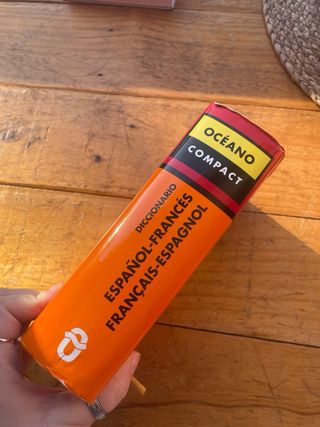 OCÉANO
COMPACT
DICCIONARIO
ESPAÑOL-FRANCÉS
FRANÇAIS-ESPAGNOL